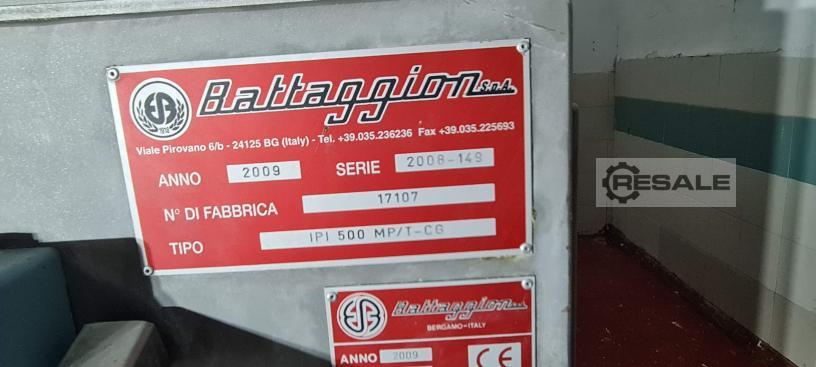 Battaggion S.p.A.
1912
Viale Pirovano 6/b - 24125 BG (Italy) - Tel. +39.035.236236 Fax +39.035.225693
ANNO 2009 SERIE 2008-149
N° DI FABBRICA 17107
TIPO IPI 500 MP/T-CG
RESALE
Battaggion
BERGAMO-ITALY
ANNO 2009 CE